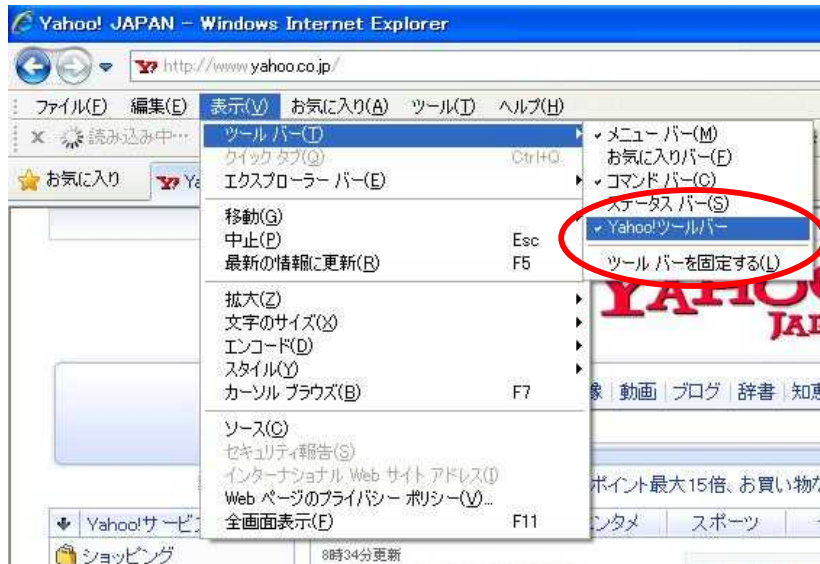 Yahoo! JAPAN - Windows Internet Explorer
http://www.yahoo.co.jp/
ファイル(F) 編集(E) 表示(V) お気に入り(A) ツール(T) ヘルプ(H)
読み込み中…
お気に入り
ツール バー(T)
クイック タブ(Q) Ctrl+Q
エクスプローラー バー(E)
移動(G)
中止(P) Esc
最新の情報に更新(R) F5
拡大(Z)
文字のサイズ(X)
エンコード(D)
スタイル(Y)
カーソル ブラウズ(B) F7
ソース(C)
セキュリティ報告(S)
インターナショナル Web サイト アドレス(I)
Web ページのプライバシー ポリシー(V)...
全画面表示(F) F11
メニュー バー(M)
お気に入りバー(F)
コマンド バー(C)
ステータス バー(S)
Yahoo!ツールバー
ツール バーを固定する(L)
YAHOO
JAP
動画 ブログ 辞書 知恵
ポイント最大15倍、お買い物
Yahoo!サービス
ンタメ スポーツ
ショッピング
8時34分更新